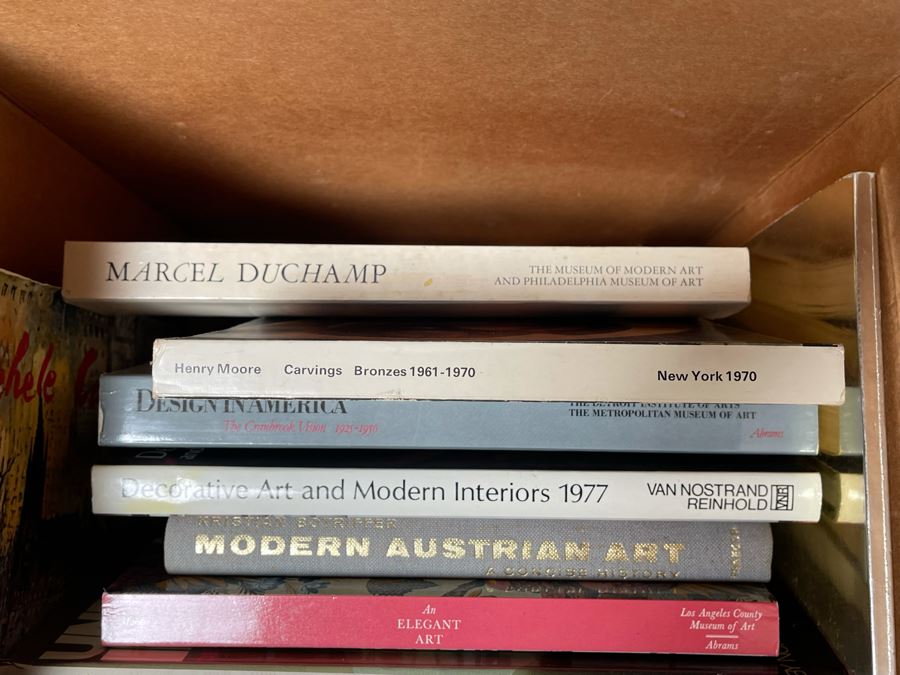 MARCEL DUCHAMP
THE MUSEUM OF MODERN ART
AND PHILADELPHIA MUSEUM OF ART
Henry Moore Carvings Bronzes 1961-1970 New York 1970
DESIGN IN AMERICA
The Cranbrook Vision 1925-1956
THE DETROIT INSTITUTE OF ARTS
THE METROPOLITAN MUSEUM OF ART
Abrams
Decorative Art and Modern Interiors 1977
VAN NOSTRAND
REINHOLD
VNR
MODERN AUSTRIAN ART
A CONCISE HISTORY
An
ELEGANT
ART
Los Angeles County
Museum of Art
Abrams